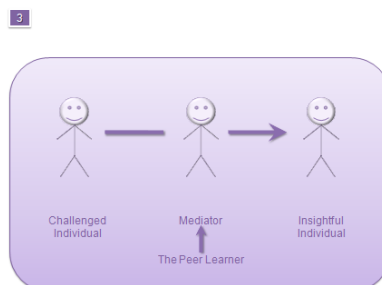 3
Challenged
Individual
Mediator
Insightful
Individual
The Peer Learner